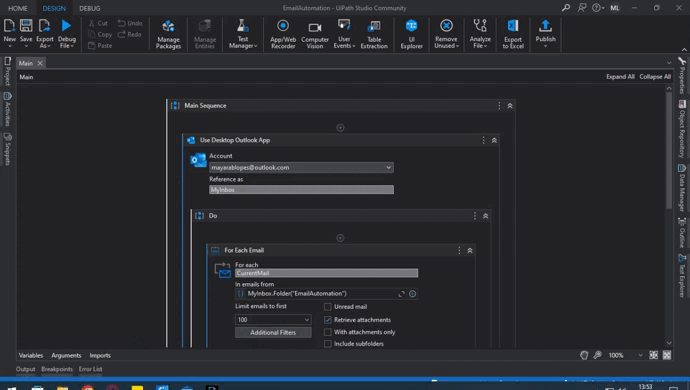 EmailAutomation - UiPath Studio Community
HOME DESIGN DEBUG
ML
New Save Export As Debug File
Cut Copy Paste
Undo Redo
Manage Packages
Manage Entities
Test Manager
App/Web Recorder
Computer Vision
User Events
Table Extraction
UI Explorer
Remove Unused
Analyze File
Export to Excel
Publish
Main
Main Expand All Collapse All
Project
Activities
Snippets
Properties
Object Repository
Data Manager
Outline
Test Explorer
Main Sequence
Use Desktop Outlook App
Account
mayarablopes@outlook.com
Reference as
MyInbox
Do
For Each Email
For each
CurrentMail
In emails from
MyInbox.Folder("EmailAutomation")
Limit emails to first
100
Additional Filters
Unread mail
Retrieve attachments
With attachments only
Include subfolders
Variables Arguments Imports
100%
Output Breakpoints Error List
13:53